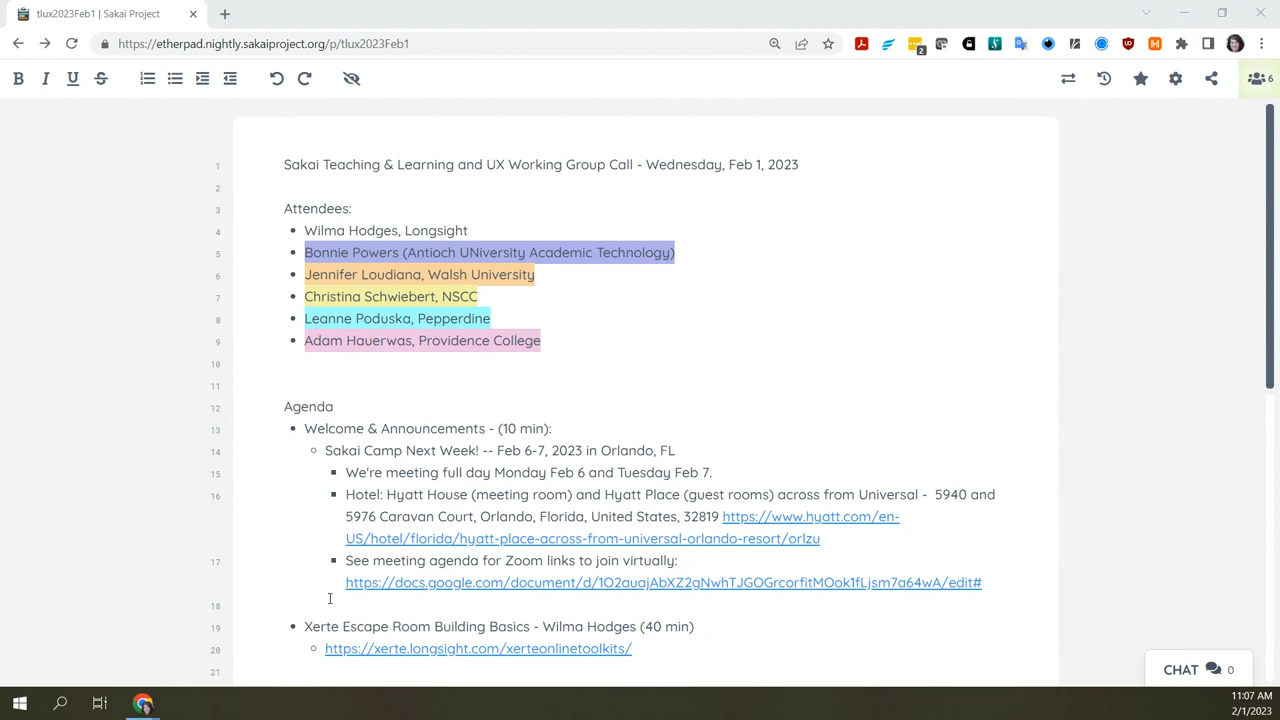 tlux2023Feb1 | Sakai Project
https://etherpad.nightly.sakaiproject.org/p/tlux2023Feb1
2
B I U S
6
1 Sakai Teaching & Learning and UX Working Group Call - Wednesday, Feb 1, 2023
2
3 Attendees:
4 Wilma Hodges, Longsight
5 Bonnie Powers (Antioch UNiversity Academic Technology)
6 Jennifer Loudiana, Walsh University
7 Christina Schwiebert, NSCC
8 Leanne Poduska, Pepperdine
9 Adam Hauerwas, Providence College
10
11
12 Agenda
13 Welcome & Announcements - (10 min):
14 Sakai Camp Next Week! -- Feb 6-7, 2023 in Orlando, FL
15 We're meeting full day Monday Feb 6 and Tuesday Feb 7.
16 Hotel: Hyatt House (meeting room) and Hyatt Place (guest rooms) across from Universal - 5940 and
5976 Caravan Court, Orlando, Florida, United States, 32819 https://www.hyatt.com/en-
US/hotel/florida/hyatt-place-across-from-universal-orlando-resort/orlzu
17 See meeting agenda for Zoom links to join virtually:
https://docs.google.com/document/d/1O2auajAbXZ2gNwhTJGOGrcorfitMOok1fLjsm7a64wA/edit#
18
19 Xerte Escape Room Building Basics - Wilma Hodges (40 min)
20 https://xerte.longsight.com/xerteonlinetoolkits/
21
CHAT 0
11:07 AM
2/1/2023